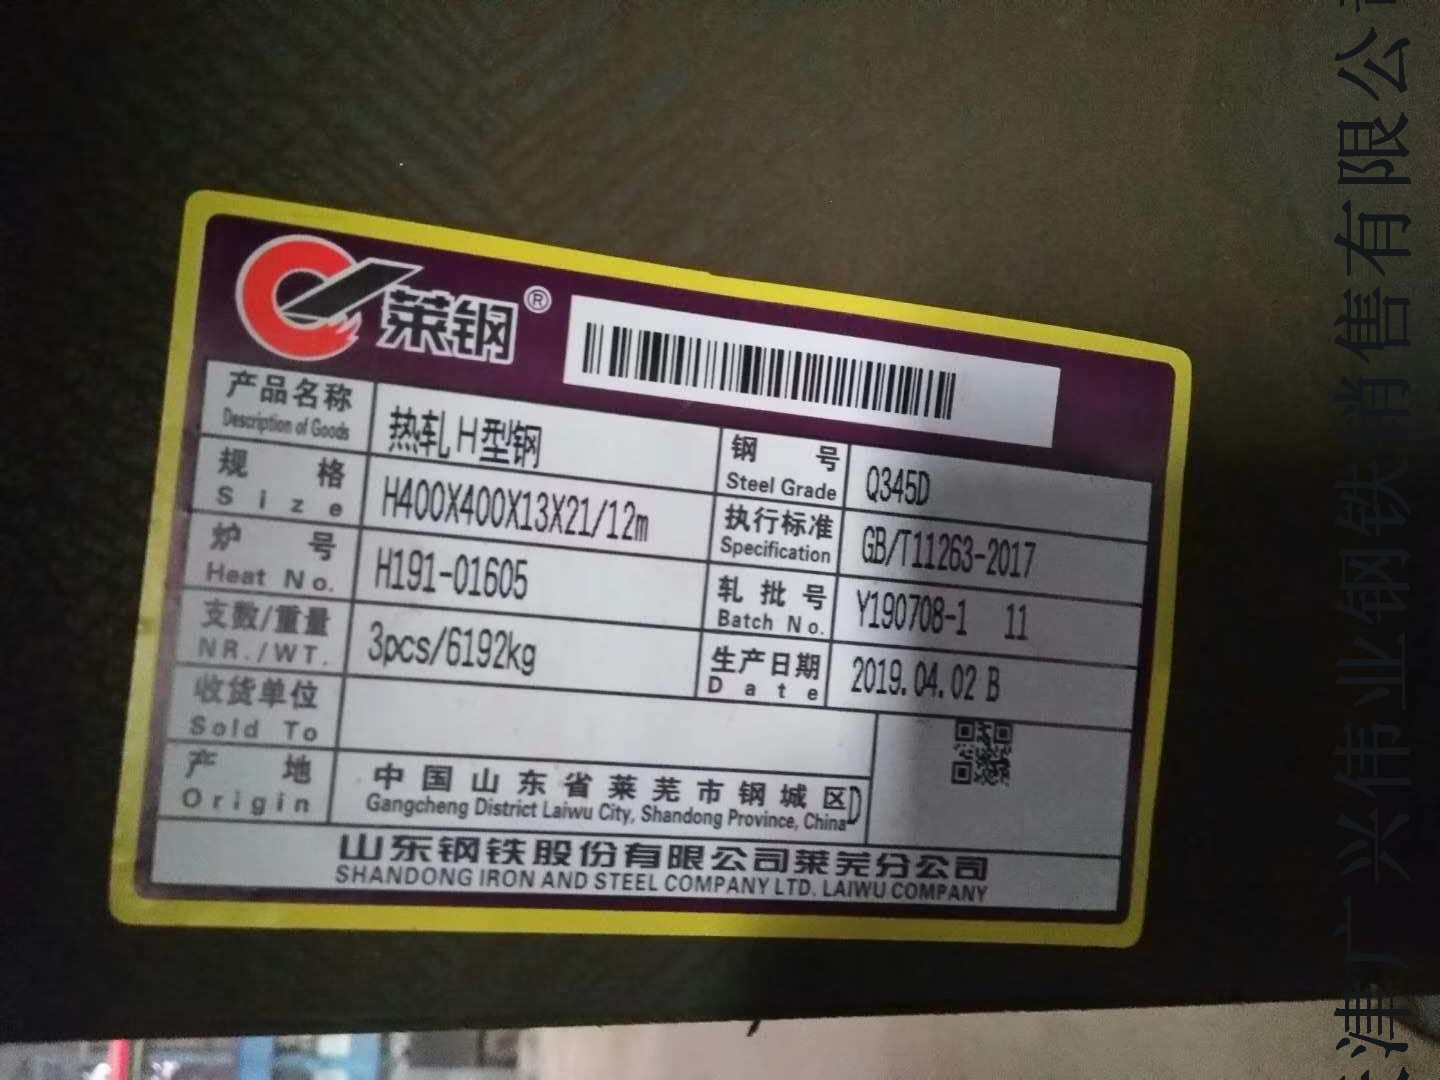 莱钢®
产品名称 热轧H型钢 钢号 Q345D
Description of Goods Steel Grade
规格 H400X400X13X21/12m 执行标准 GB/T11263-2017
Size Specification
炉号 H191-01605 轧批号 Y190708-1 11
Heat No. Batch No.
支数/重量 3pcs/6192kg 生产日期 2019.04.02 B
NR./WT. Date
收货单位
Sold To
产地 中国山东省莱芜市钢城区D
Origin Gangcheng District Laiwu City, Shandong Province, China
山东钢铁股份有限公司莱芜分公司
SHANDONG IRON AND STEEL COMPANY LTD. LAIWU COMPANY
津广兴伟业钢铁销售有限公